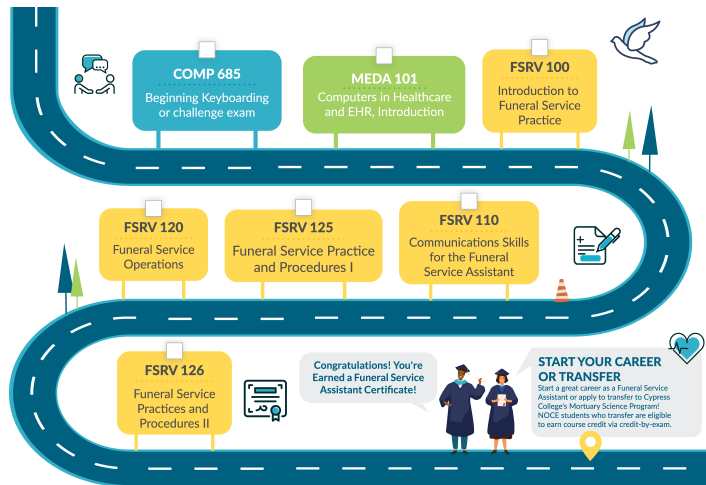 COMP 685
Beginning Keyboarding
or challenge exam
MEDA 101
Computers in Healthcare
and EHR, Introduction
FSRV 100
Introduction to
Funeral Service
Practice
FSRV 120
Funeral Service
Operations
FSRV 125
Funeral Service Practice
and Procedures I
FSRV 110
Communications Skills
for the Funeral
Service Assistant
FSRV 126
Funeral Service
Practices and
Procedures II
Congratulations! You're
Earned a Funeral Service
Assistant Certificate!
START YOUR CAREER
OR TRANSFER
Start a great career as a Funeral Service
Assistant or apply to transfer to Cypress
College's Mortuary Science Program!
NOCE students who transfer are eligible
to earn course credit via credit-by-exam.